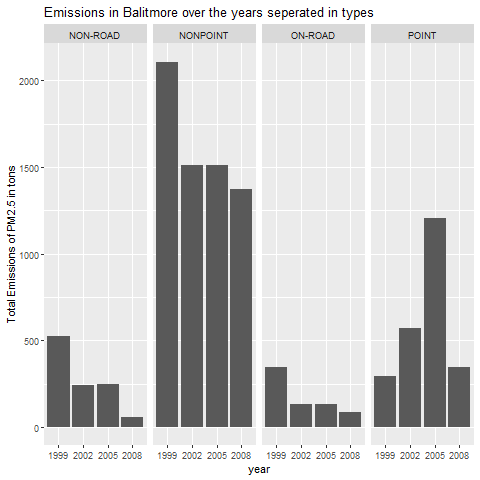 Emissions in Balitmore over the years seperated in types
NON-ROAD NONPOINT ON-ROAD POINT
Total Emissions of PM2.5 in tons
2000
1500
1000
500
0
1999 2002 2005 2008 1999 2002 2005 2008 1999 2002 2005 2008 1999 2002 2005 2008
year